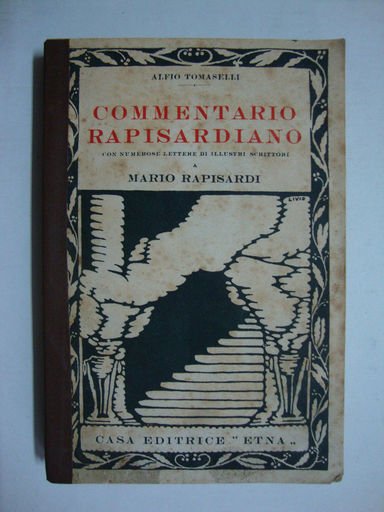 ALFIO TOMASELLI
COMMENTARIO
RAPISARDIANO
CON NUMEROSE LETTERE DI ILLUSTRI SCRITTORI
A
MARIO RAPISARDI
LIVIO
CASA EDITRICE "ETNA„